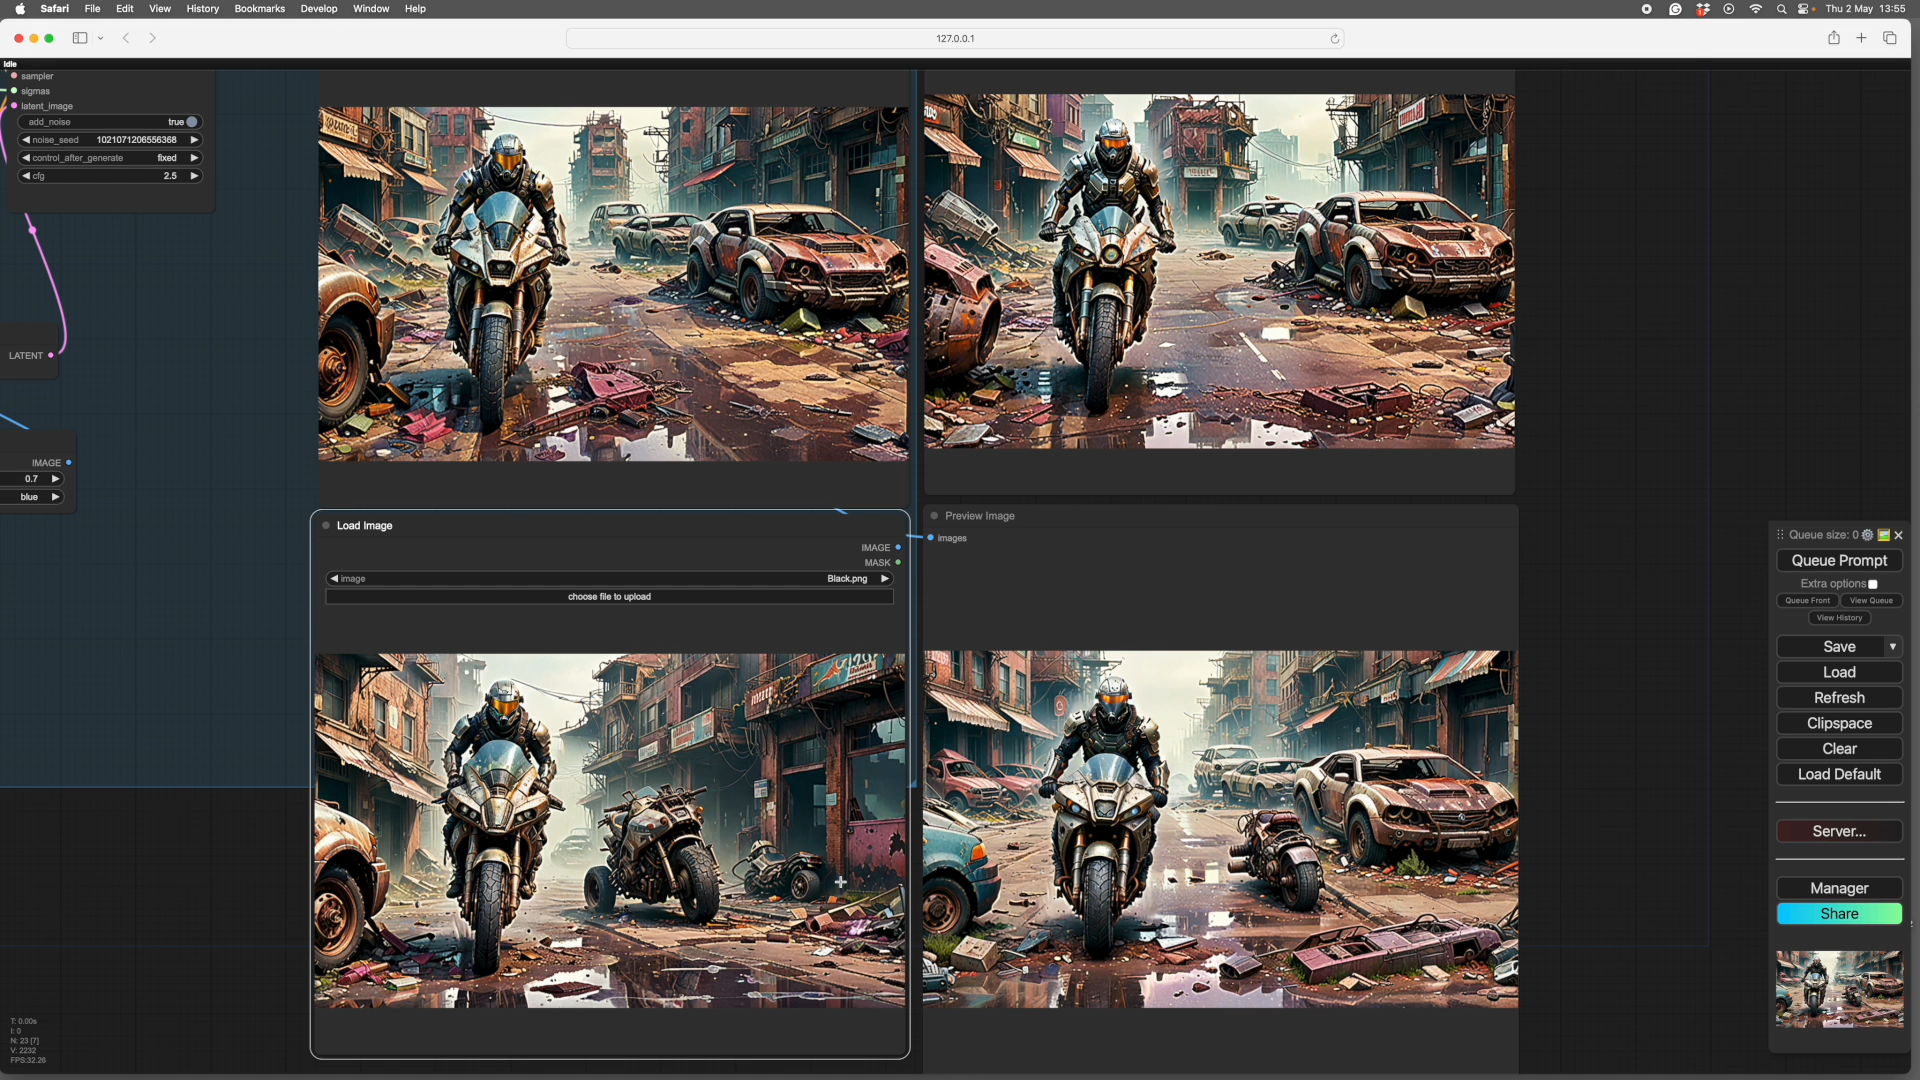 Safari File Edit View History Bookmarks Develop Window Help
Thu 2 May 13:55
127.0.0.1
Idle
sampler
sigmas
latent_image
add_noise true
noise_seed 1021071206556368
control_after_generate fixed
cfg 2.5
LATENT
IMAGE
0.7
blue
Load Image
IMAGE
MASK
image Black.png
choose file to upload
Preview Image
images
Queue size: 0
Queue Prompt
Extra options
Queue Front View Queue
View History
Save
Load
Refresh
Clipspace
Clear
Load Default
Server...
Manager
Share
T: 0.00s
I: 0
N: 23 [7]
V: 2232
FPS:32.26